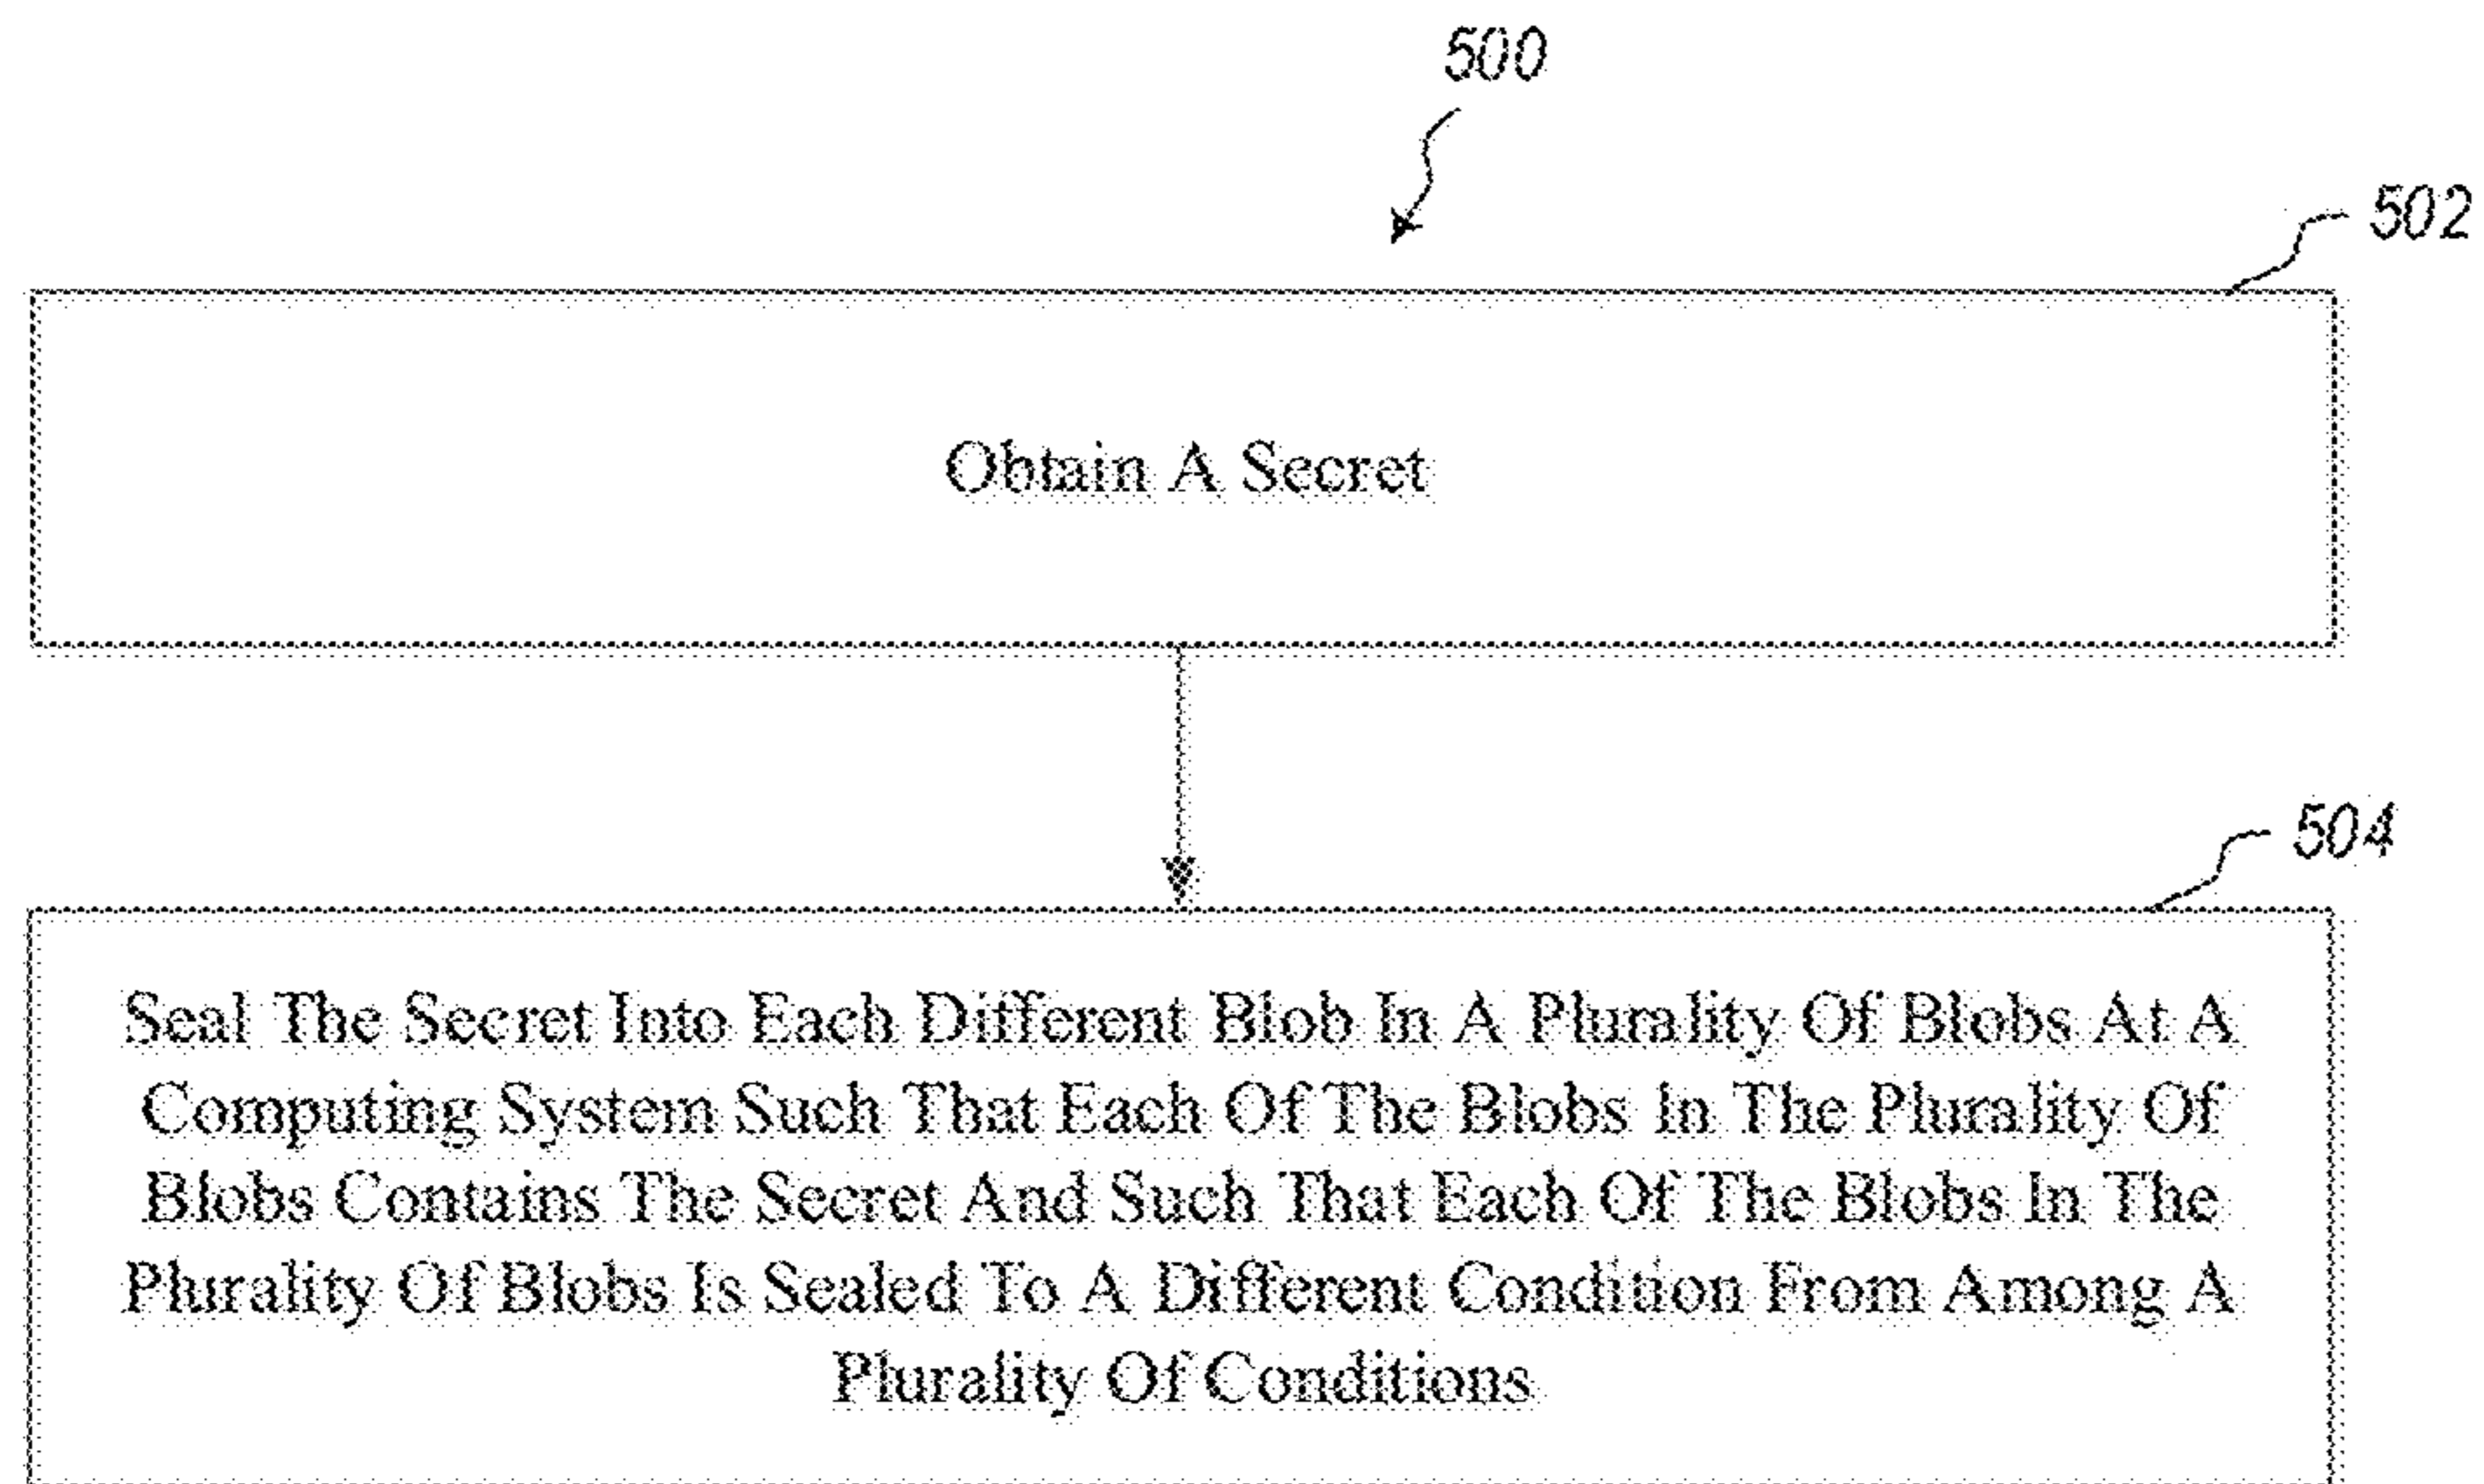 500
502
Obtain A Secret
504
Seal The Secret Into Each Different Blob In A Plurality Of Blobs At A
Computing System Such That Each Of The Blobs In The Plurality Of
Blobs Contains The Secret And Such That Each Of The Blobs In The
Plurality Of Blobs Is Sealed To A Different Condition From Among A
Plurality Of Conditions